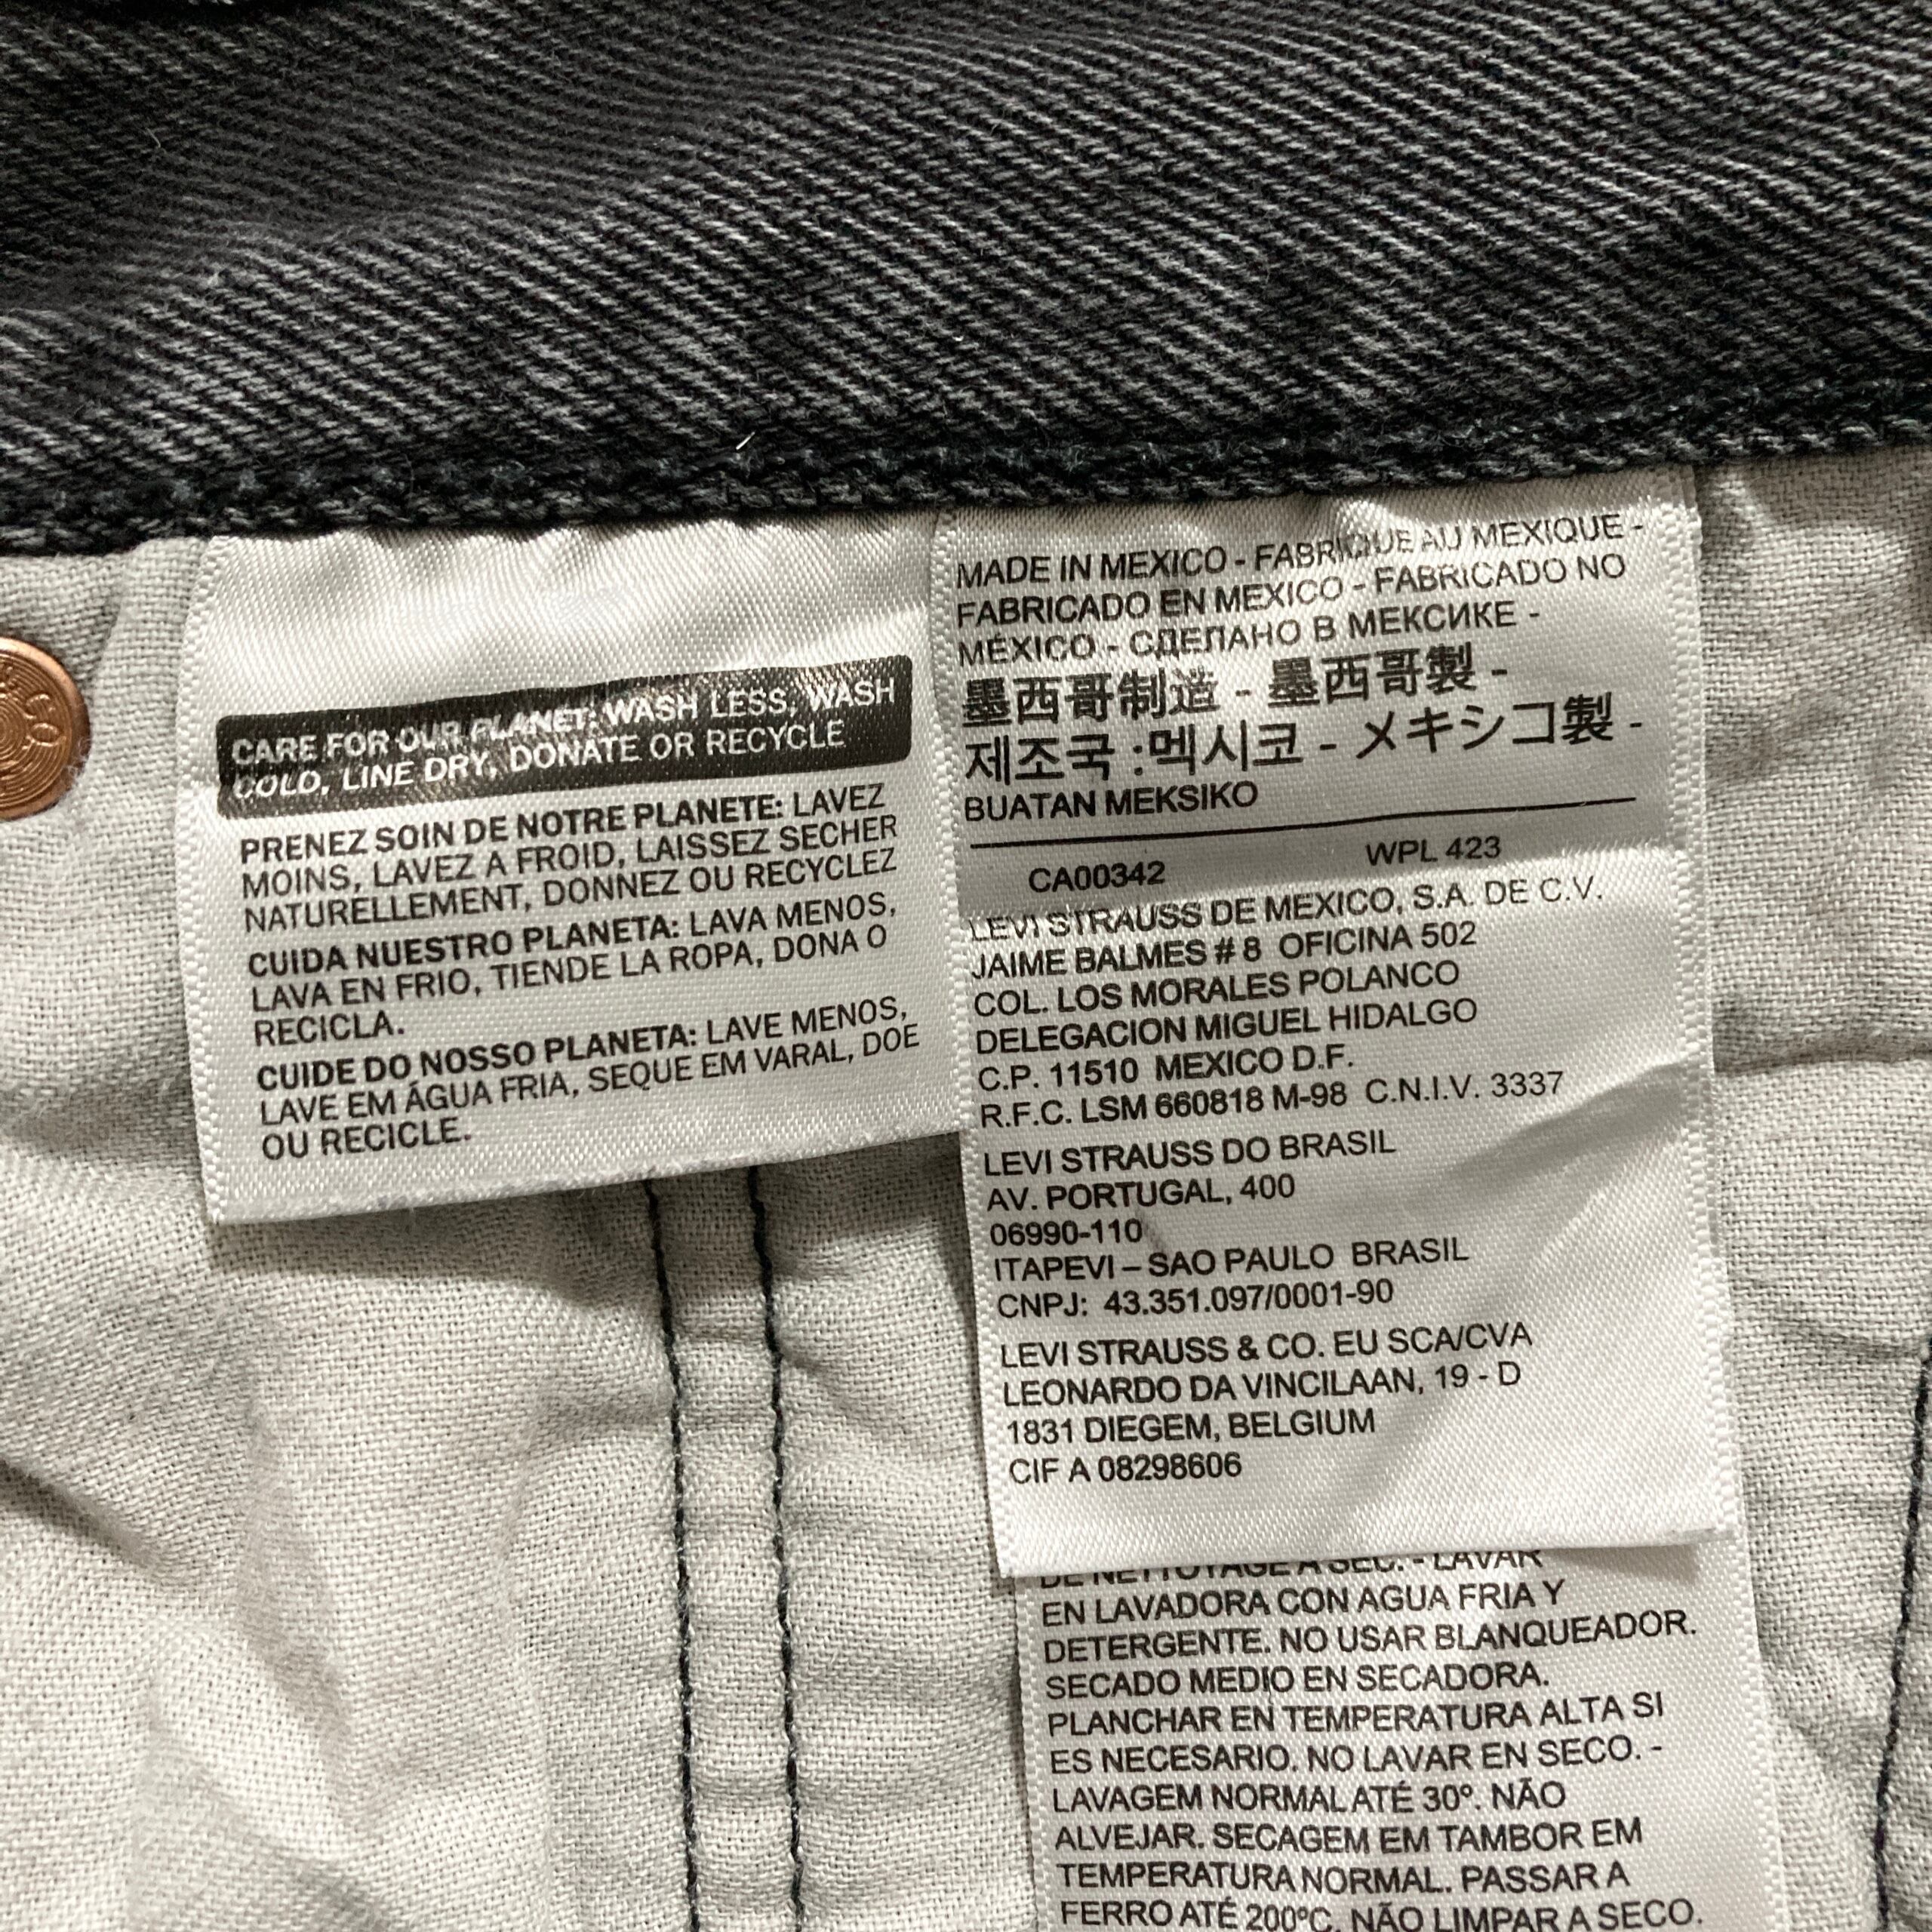 CARE FOR OUR PLANET: WASH LESS, WASH
COLD, LINE DRY, DONATE OR RECYCLE
PRENEZ SOIN DE NOTRE PLANETE: LAVEZ
MOINS, LAVEZ A FROID, LAISSEZ SECHER
NATURELLEMENT, DONNEZ OU RECYCLEZ
CUIDA NUESTRO PLANETA: LAVA MENOS,
LAVA EN FRIO, TIENDE LA ROPA, DONA O
RECICLA.
CUIDE DO NOSSO PLANETA: LAVE MENOS,
LAVE EM ÁGUA FRIA, SEQUE EM VARAL, DOE
OU RECICLE.
MADE IN MEXICO - FABRIQUE AU MEXIQUE -
FABRICADO EN MEXICO - FABRICADO NO
MÉXICO - СДЕЛАНО В МЕКСИКЕ -
墨西哥制造 - 墨西哥製 -
제조국 :멕시코 - メキシコ製 -
BUATAN MEKSIKO
CA00342 WPL 423
LEVI STRAUSS DE MEXICO, S.A. DE C.V.
JAIME BALMES # 8 OFICINA 502
COL. LOS MORALES POLANCO
DELEGACION MIGUEL HIDALGO
C.P. 11510 MEXICO D.F.
R.F.C. LSM 660818 M-98 C.N.I.V. 3337
LEVI STRAUSS DO BRASIL
AV. PORTUGAL, 400
06990-110
ITAPEVI – SAO PAULO BRASIL
CNPJ: 43.351.097/0001-90
LEVI STRAUSS & CO. EU SCA/CVA
LEONARDO DA VINCILAAN, 19 - D
1831 DIEGEM, BELGIUM
CIF A 08298606
DE NETTOYAGE A SEC. - LAVAR
EN LAVADORA CON AGUA FRIA Y
DETERGENTE. NO USAR BLANQUEADOR.
SECADO MEDIO EN SECADORA.
PLANCHAR EN TEMPERATURA ALTA SI
ES NECESARIO. NO LAVAR EN SECO. -
LAVAGEM NORMAL ATÉ 30º. NÃO
ALVEJAR. SECAGEM EM TAMBOR EM
TEMPERATURA NORMAL. PASSAR A
FERRO ATÉ 200ºC. NÃO LIMPAR A SECO.